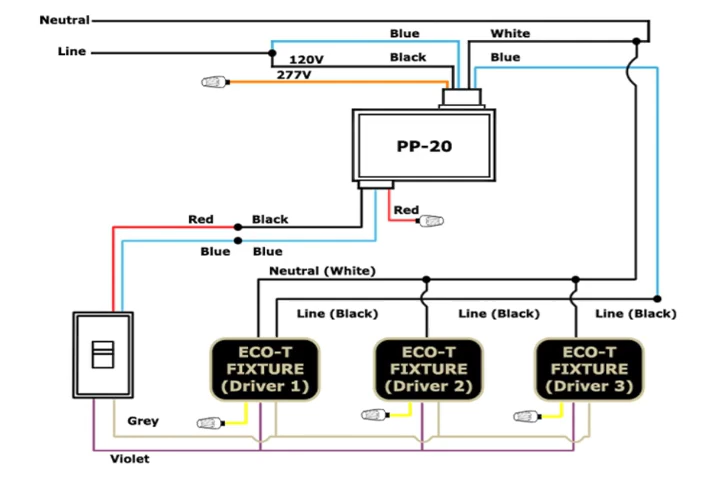 Neutral
Blue
White
Line
120V
Black
Blue
277V
PP-20
Red
Red
Black
Blue
Blue
Neutral (White)
Line (Black)
Line (Black)
Line (Black)
ECO-T
FIXTURE
(Driver 1)
ECO-T
FIXTURE
(Driver 2)
ECO-T
FIXTURE
(Driver 3)
Grey
Violet